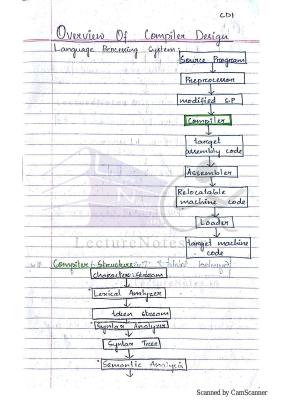 CD1
Overview Of Compiler Design
Language Processing System:
Source Program
Preprocessor
modified S.P
Compiler
target
assembly code
Assembler
Relocatable
machine code
Loader
target machine
code
LectureNotes
Compiler Structure
Character Stream
Lexical Analyzer
token stream
Syntax Analyzer
Syntax Tree
Semantic Analysis
Scanned by CamScanner